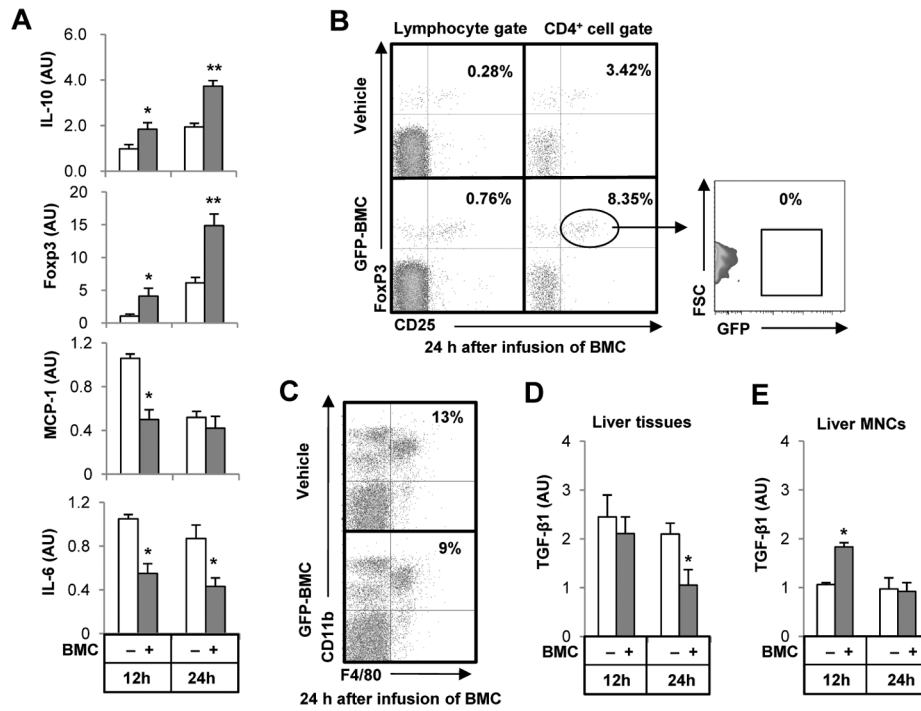 A
IL-10 (AU)
6.0
4.0
2.0
0.0
*
**
Foxp3 (AU)
20
15
10
5
0
*
**
MCP-1 (AU)
1.2
0.8
0.4
0
*
IL-6 (AU)
1.2
0.8
0.4
0
*
*
BMC
– + – +
12h 24h
B
Lymphocyte gate CD4⁺ cell gate
Vehicle
0.28% 3.42%
GFP-BMC
0.76% 8.35%
FoxP3
CD25
24 h after infusion of BMC
0%
FSC
GFP
C
Vehicle
13%
GFP-BMC
9%
CD11b
F4/80
24 h after infusion of BMC
D
Liver tissues
TGF-β1 (AU)
4
3
2
1
0
*
BMC – + – +
12h 24h
E
Liver MNCs
TGF-β1 (AU)
4
3
2
1
0
*
BMC – + – +
12h 24h